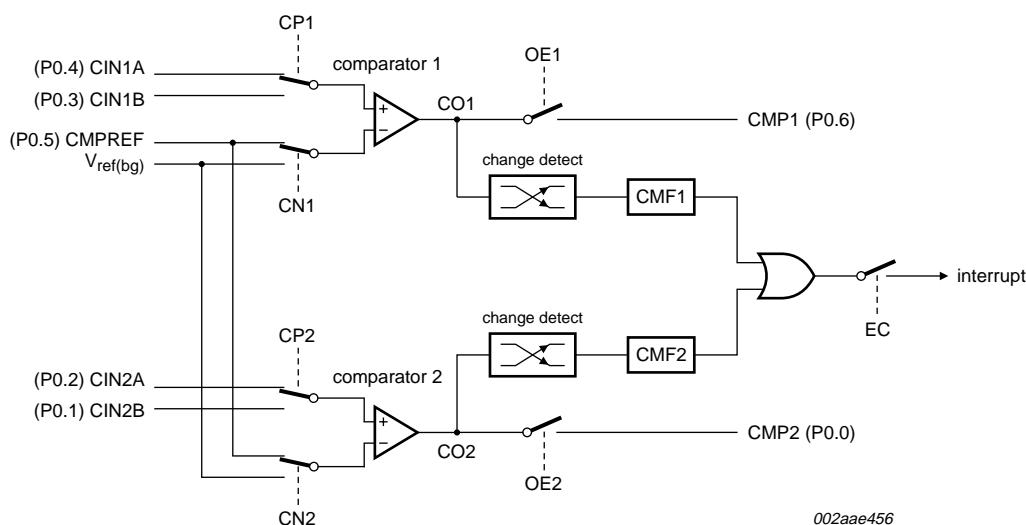 CP1
OE1
(P0.4) CIN1A
comparator 1
(P0.3) CIN1B
+
CO1
CMP1 (P0.6)
(P0.5) CMPREF
−
Vref(bg)
change detect
CN1
CMF1
interrupt
change detect
EC
CP2
CMF2
(P0.2) CIN2A
comparator 2
(P0.1) CIN2B
+
CMP2 (P0.0)
−
CO2
OE2
CN2
002aae456